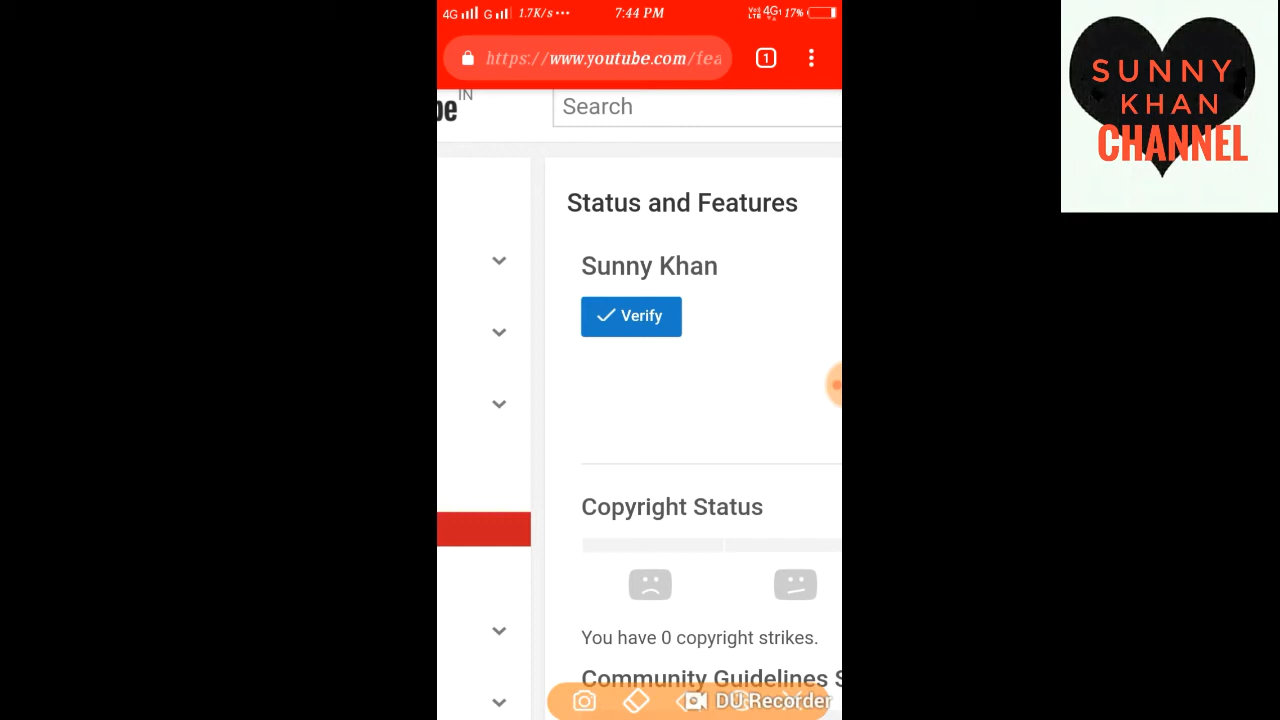 4G G 1.7K/s··· 7:44 PM 4G 17%
https://www.youtube.com/fea
1
be IN
Search
Status and Features
Sunny Khan
Verify
Copyright Status
You have 0 copyright strikes.
Community Guidelines S
DU Recorder
SUNNY
KHAN
CHANNEL